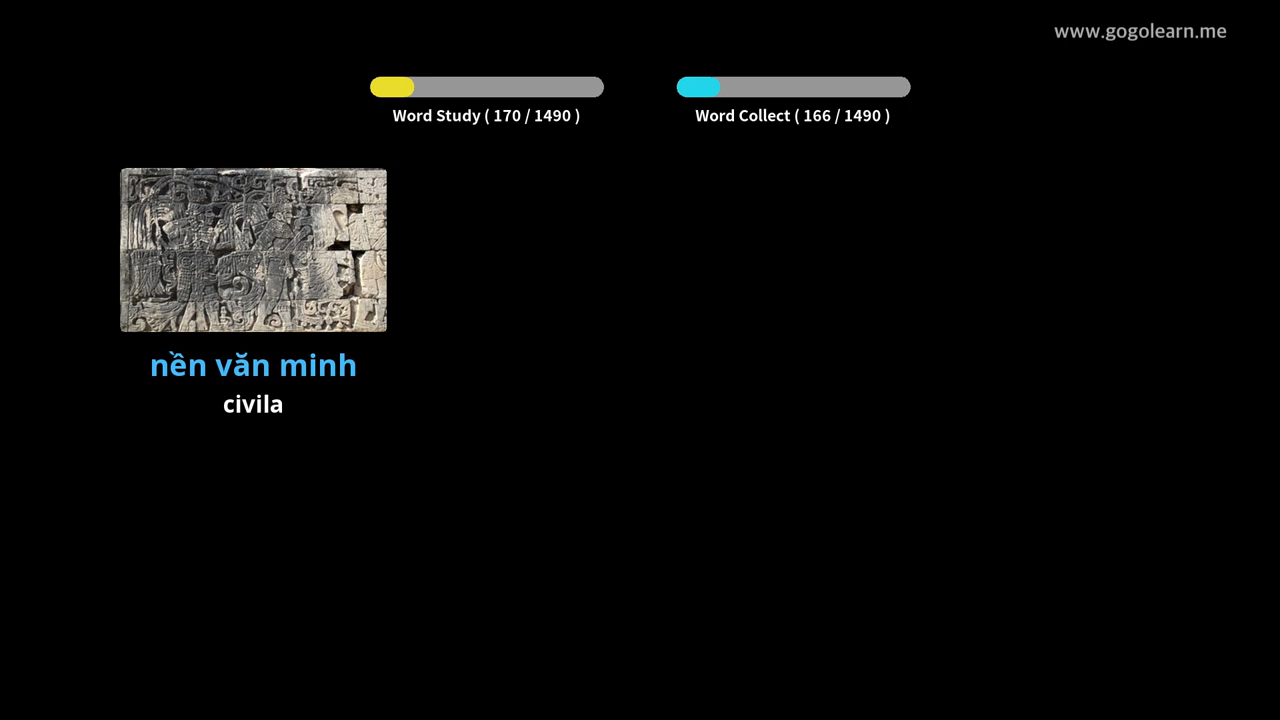 www.gogolearn.me
Word Study ( 170 / 1490 )
Word Collect ( 166 / 1490 )
nền văn minh
civila